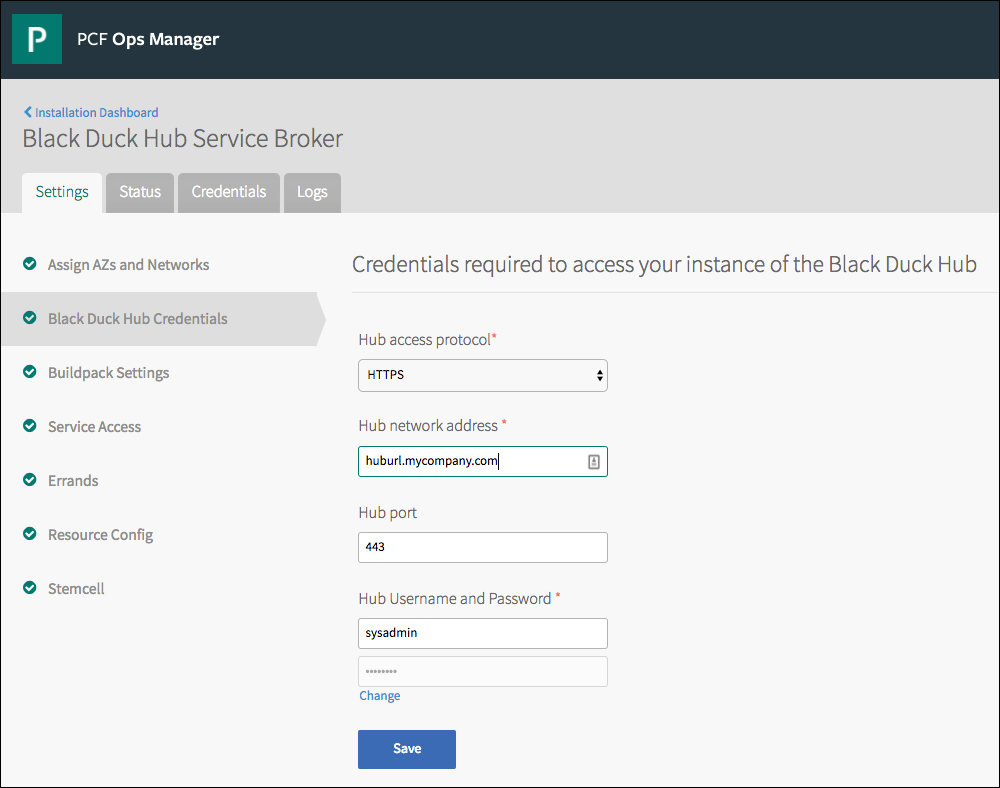 P
PCF Ops Manager
Installation Dashboard
Black Duck Hub Service Broker
Settings Status Credentials Logs
Assign AZs and Networks
Black Duck Hub Credentials
Buildpack Settings
Service Access
Errands
Resource Config
Stemcell
Credentials required to access your instance of the Black Duck Hub
Hub access protocol*
HTTPS
Hub network address *
huburl.mycompany.com
Hub port
443
Hub Username and Password *
sysadmin
••••••••
Change
Save